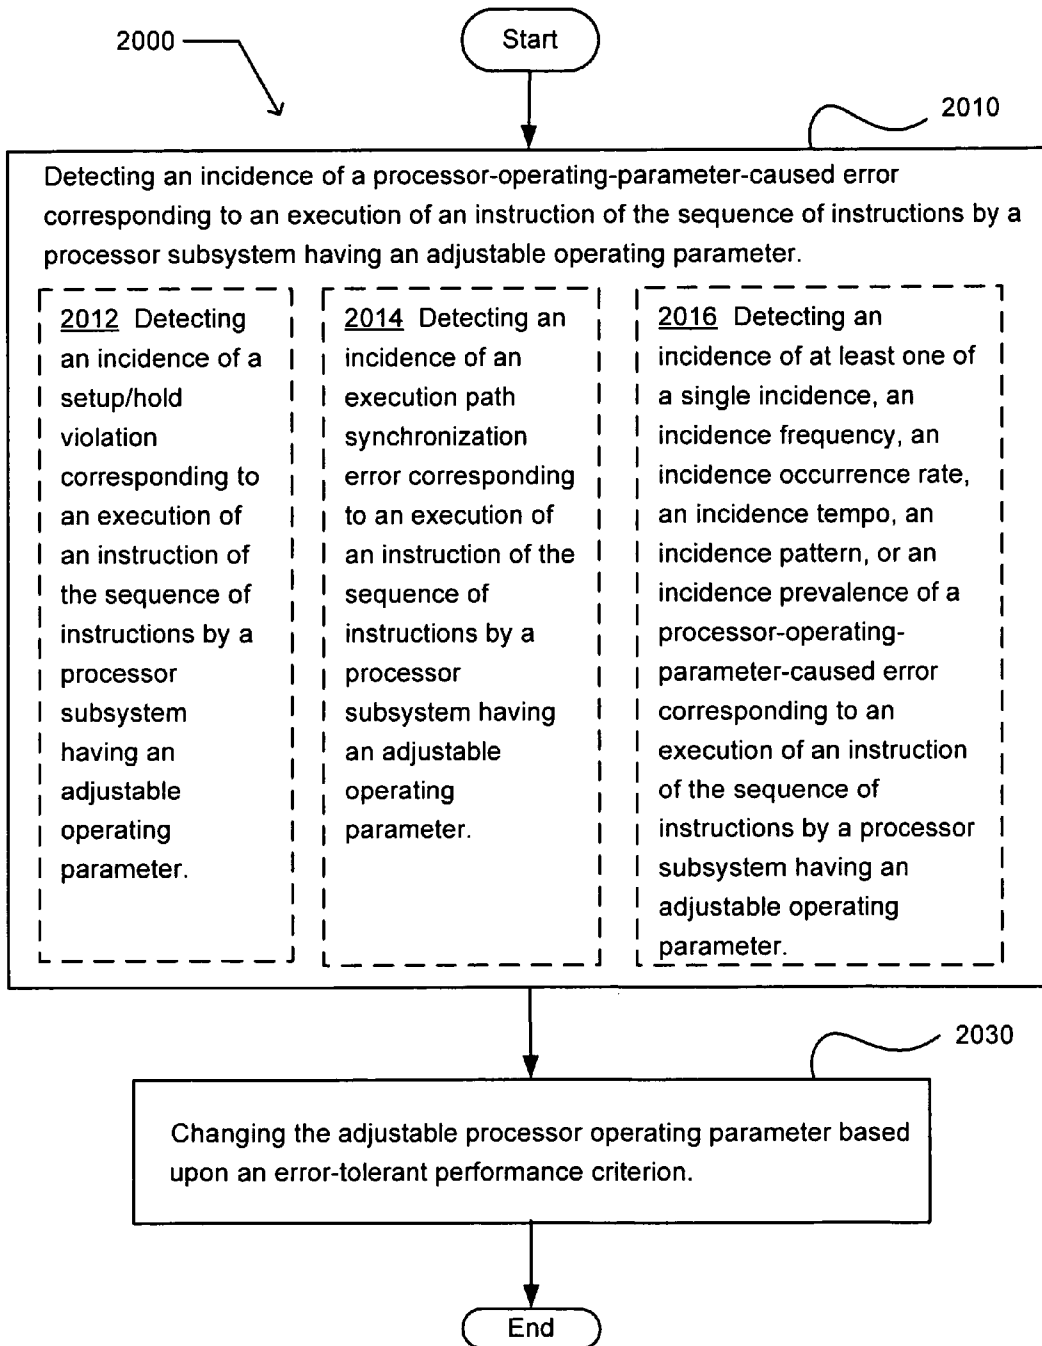 Start
2000
2010
Detecting an incidence of a processor-operating-parameter-caused error
corresponding to an execution of an instruction of the sequence of instructions by a
processor subsystem having an adjustable operating parameter.
2012 Detecting
an incidence of a
setup/hold
violation
corresponding to
an execution of
an instruction of
the sequence of
instructions by a
processor
subsystem
having an
adjustable
operating
parameter.
2014 Detecting an
incidence of an
execution path
synchronization
error corresponding
to an execution of
an instruction of the
sequence of
instructions by a
processor
subsystem having
an adjustable
operating
parameter.
2016 Detecting an
incidence of at least one of
a single incidence, an
incidence frequency, an
incidence occurrence rate,
an incidence tempo, an
incidence pattern, or an
incidence prevalence of a
processor-operating-
parameter-caused error
corresponding to an
execution of an instruction
of the sequence of
instructions by a processor
subsystem having an
adjustable operating
parameter.
2030
Changing the adjustable processor operating parameter based
upon an error-tolerant performance criterion.
End